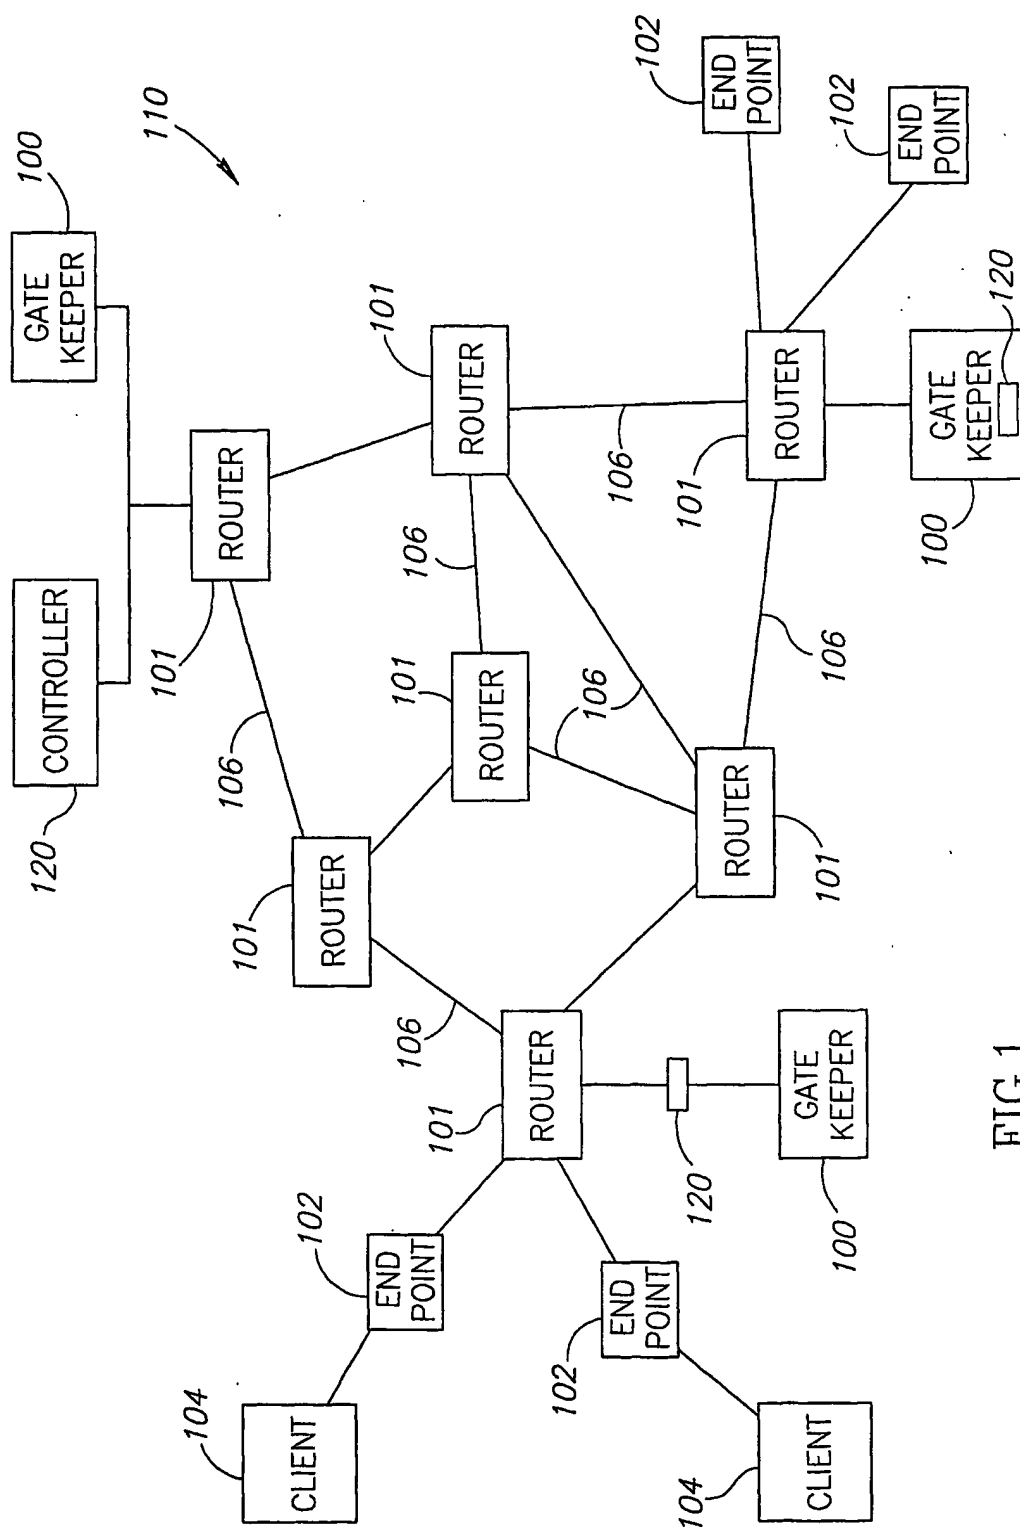 120
CONTROLLER
GATE
KEEPER
100
110
101
ROUTER
104
106
101
CLIENT
102
ROUTER
101
END
POINT
106
101
106
101
ROUTER
ROUTER
ROUTER
102
106
106
END
POINT
102
104
120
101
END
POINT
ROUTER
ROUTER
CLIENT
GATE
KEEPER
101
106
102
100
END
POINT
100
GATE
KEEPER
120
FIG.1